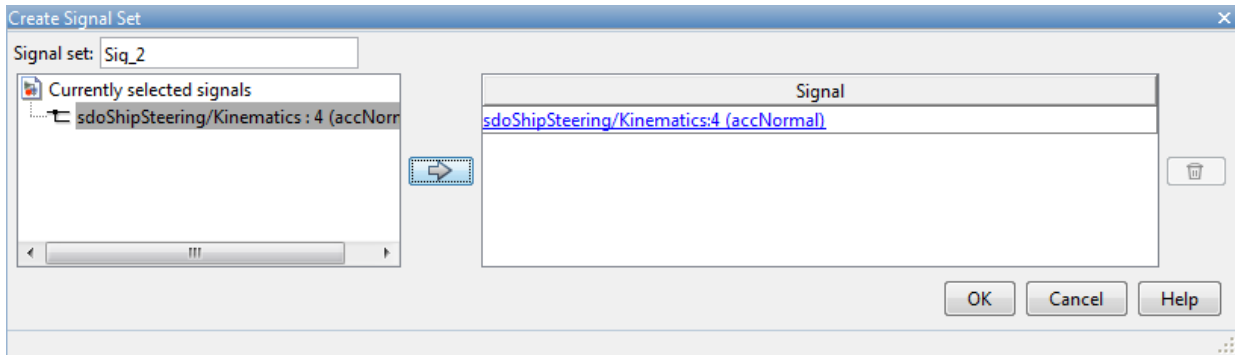 Create Signal Set
Signal set: Sig_2
Currently selected signals
sdoShipSteering/Kinematics : 4 (accNorr
Signal
sdoShipSteering/Kinematics:4 (accNormal)
OK Cancel Help